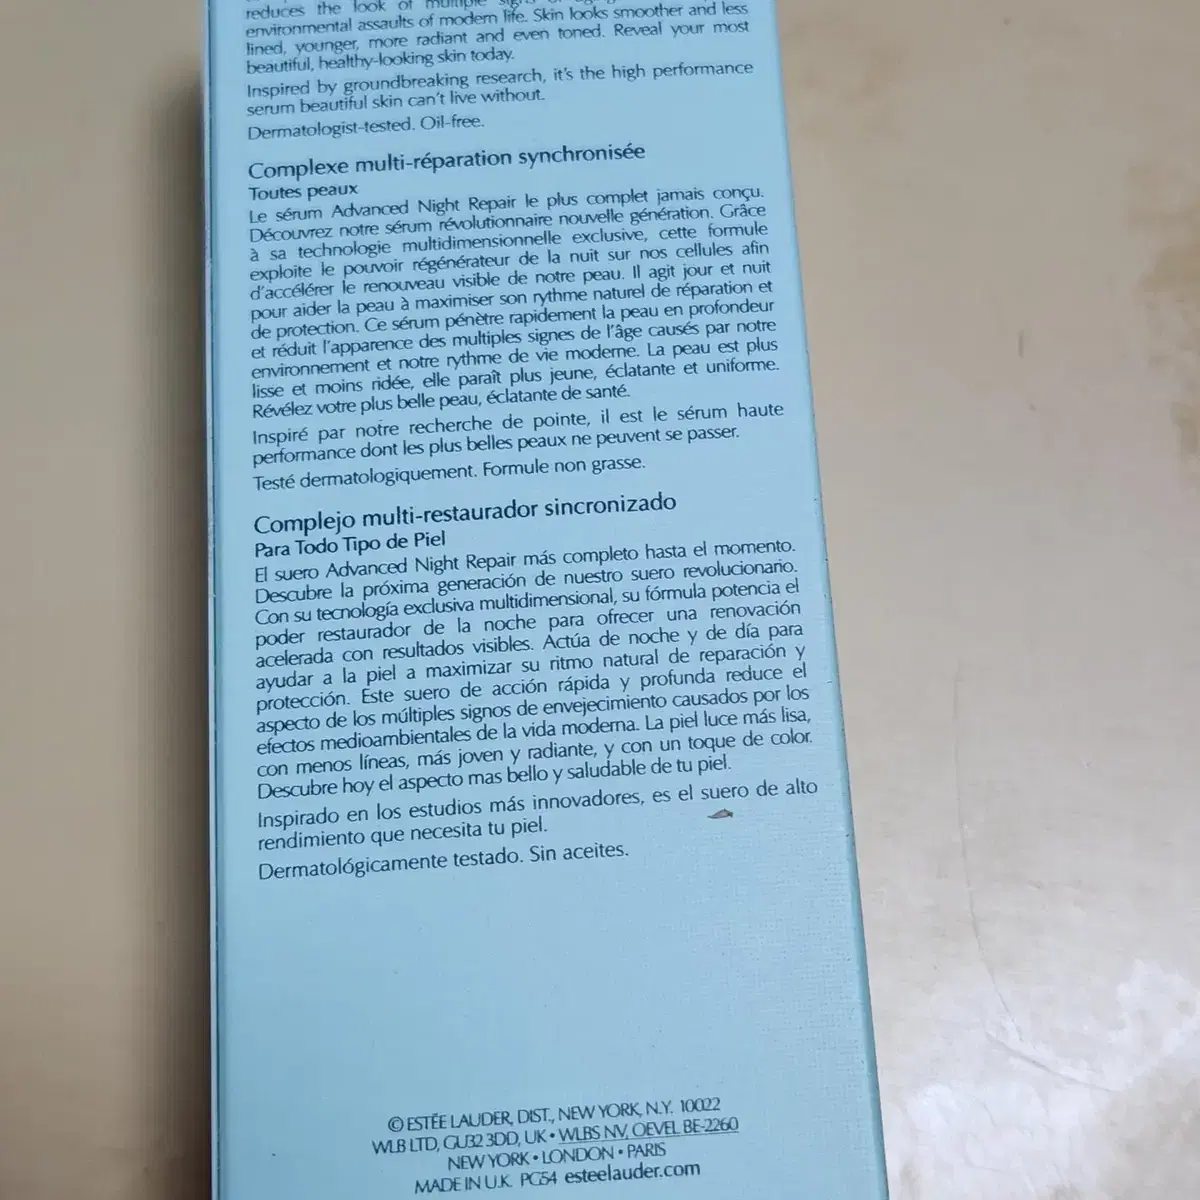 reduces the look of multiple signs of
environmental assaults of modern life. Skin looks smoother and less
lined, younger, more radiant and even toned. Reveal your most
beautiful, healthy-looking skin today.
Inspired by groundbreaking research, it's the high performance
serum beautiful skin can't live without.
Dermatologist-tested. Oil-free.
Complexe multi-réparation synchronisée
Toutes peaux
Le sérum Advanced Night Repair le plus complet jamais conçu.
Découvrez notre sérum révolutionnaire nouvelle génération. Grâce
à sa technologie multidimensionnelle exclusive, cette formule
exploite le pouvoir régénérateur de la nuit sur nos cellules afin
d'accélérer le renouveau visible de notre peau. Il agit jour et nuit
pour aider la peau à maximiser son rythme naturel de réparation et
de protection. Ce sérum pénètre rapidement la peau en profondeur
et réduit l'apparence des multiples signes de l'âge causés par notre
environnement et notre rythme de vie moderne. La peau est plus
lisse et moins ridée, elle paraît plus jeune, éclatante et uniforme.
Révélez votre plus belle peau, éclatante de santé.
Inspiré par notre recherche de pointe, il est le sérum haute
performance dont les plus belles peaux ne peuvent se passer.
Testé dermatologiquement. Formule non grasse.
Complejo multi-restaurador sincronizado
Para Todo Tipo de Piel
El suero Advanced Night Repair más completo hasta el momento.
Descubre la próxima generación de nuestro suero revolucionario.
Con su tecnología exclusiva multidimensional, su fórmula potencia el
poder restaurador de la noche para ofrecer una renovación
acelerada con resultados visibles. Actúa de noche y de día para
ayudar a la piel a maximizar su ritmo natural de reparación y
protección. Este suero de acción rápida y profunda reduce el
aspecto de los múltiples signos de envejecimiento causados por los
efectos medioambientales de la vida moderna. La piel luce más lisa,
con menos líneas, más joven y radiante, y con un toque de color.
Descubre hoy el aspecto mas bello y saludable de tu piel.
Inspirado en los estudios más innovadores, es el suero de alto
rendimiento que necesita tu piel.
Dermatológicamente testado. Sin aceites.
© ESTÉE LAUDER, DIST., NEW YORK, N.Y. 10022
WLB LTD, GU32 3DD, UK • WLBS NV, OEVEL BE-2260
NEW YORK • LONDON • PARIS
MADE IN U.K. PG54 esteelauder.com